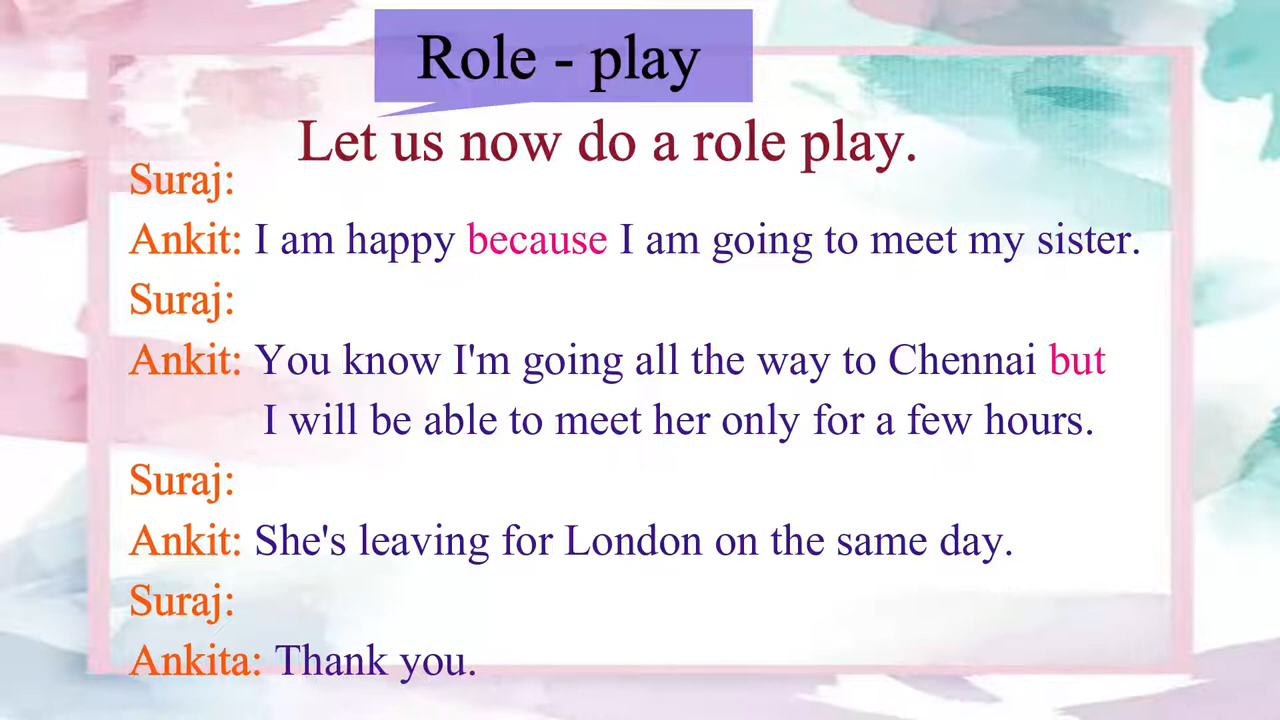 Role - play
Let us now do a role play.
Suraj:
Ankit: I am happy because I am going to meet my sister.
Suraj:
Ankit: You know I'm going all the way to Chennai but
I will be able to meet her only for a few hours.
Suraj:
Ankit: She's leaving for London on the same day.
Suraj:
Ankita: Thank you.